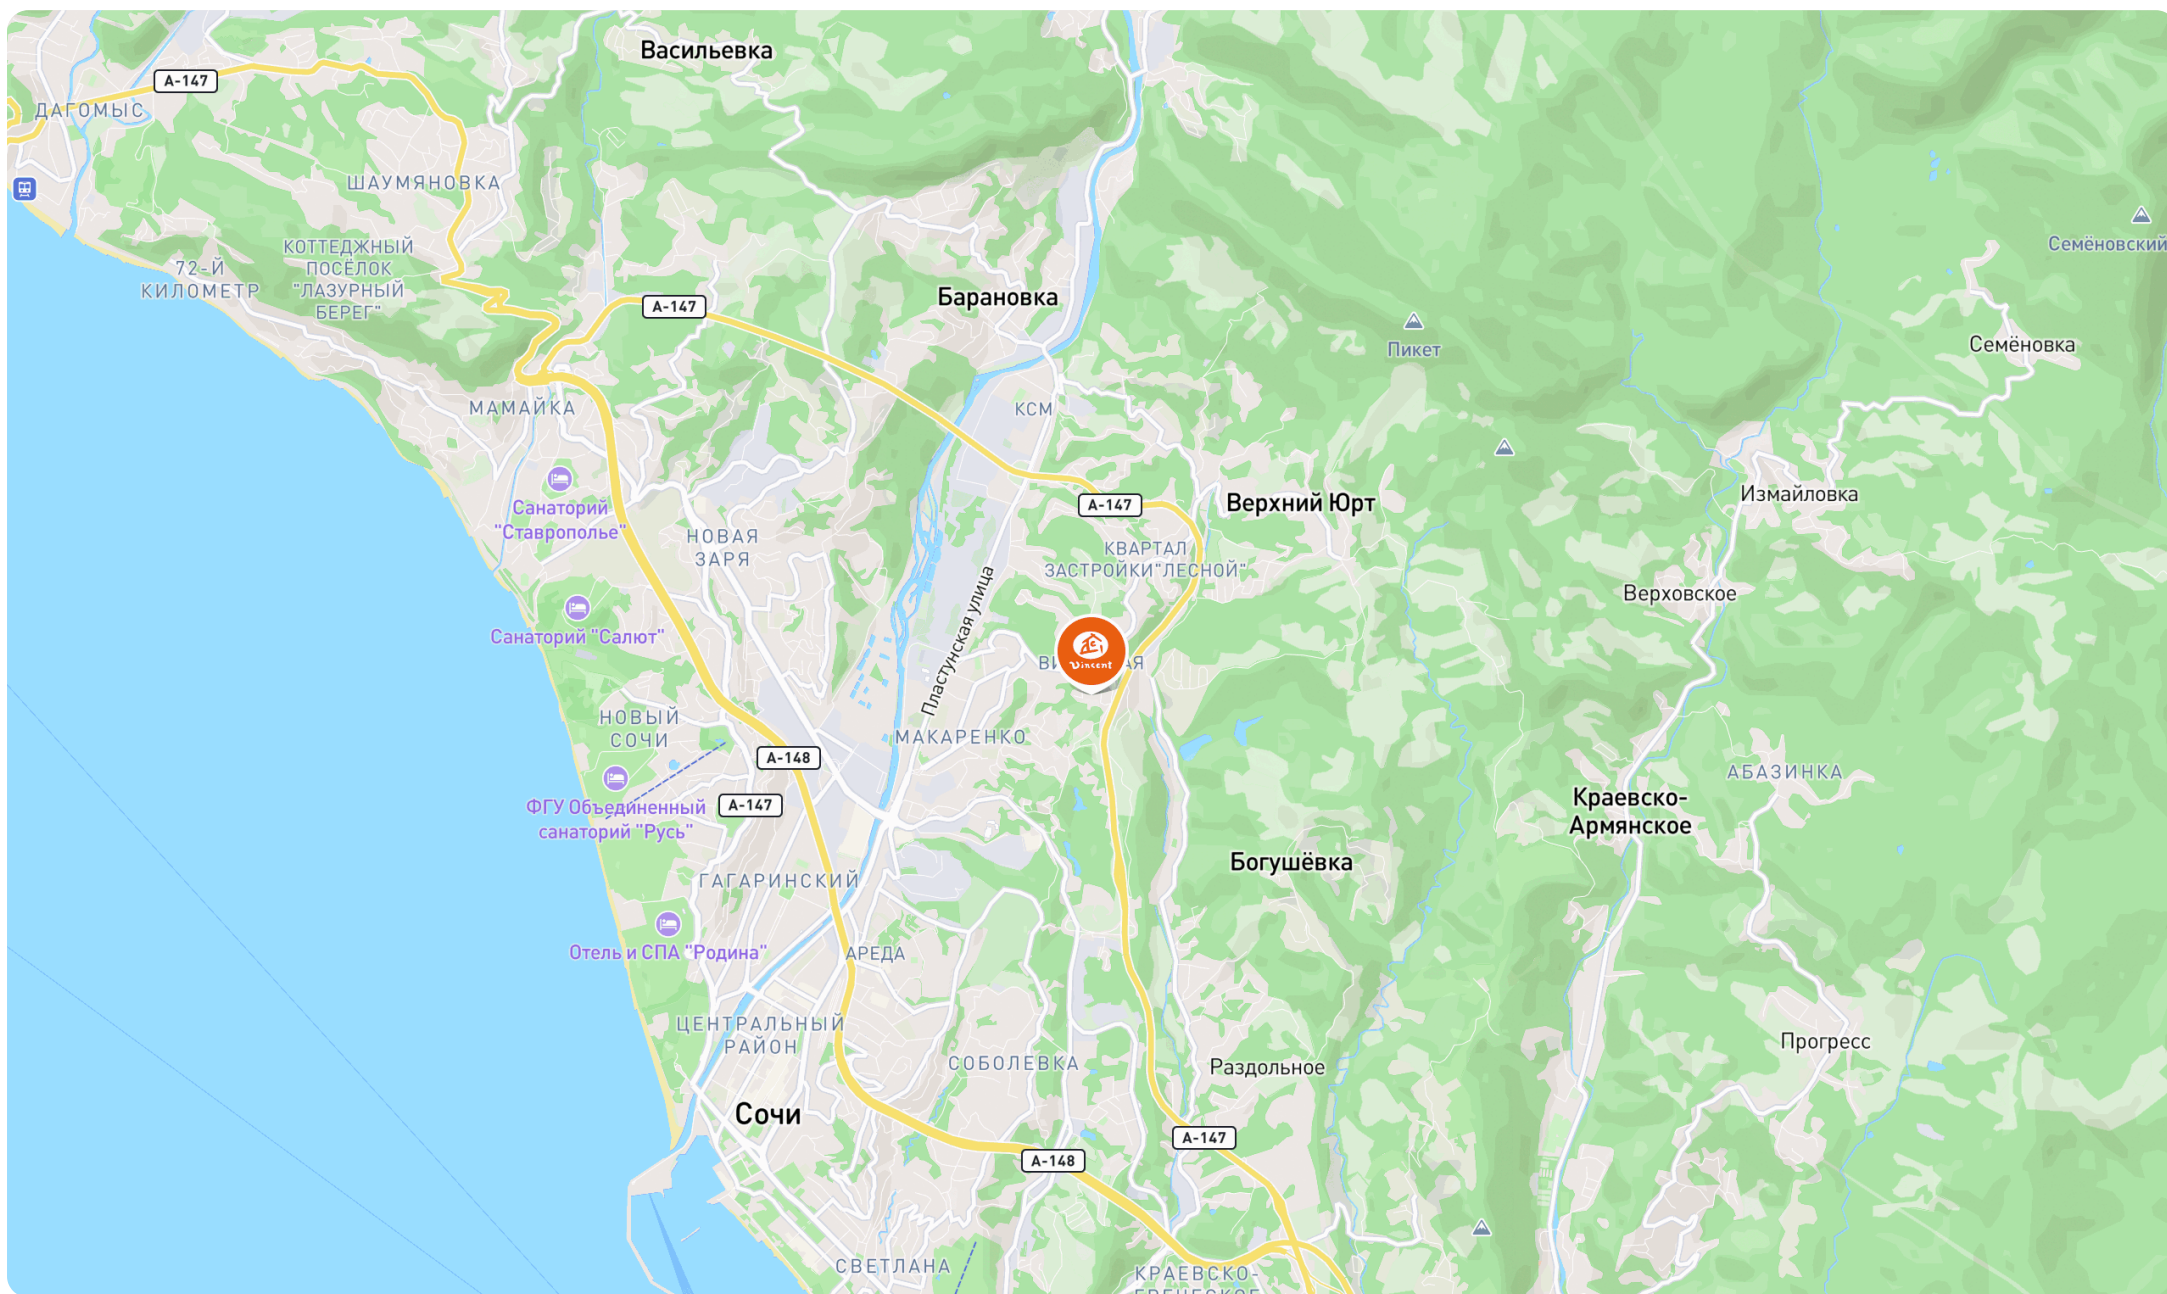 Васильевка
А-147
ДАГОМЫС
ШАУМЯНОВКА
КОТТЕДЖНЫЙ
ПОСЁЛОК
"ЛАЗУРНЫЙ
БЕРЕГ"
72-Й
КИЛОМЕТР
Семёновский
Барановка
А-147
Пикет
Семёновка
МАМАЙКА
КСМ
Санаторий
"Ставрополье"
НОВАЯ
ЗАРЯ
А-147
Верхний Юрт
Измайловка
КВАРТАЛ
ЗАСТРОЙКИ"ЛЕСНОЙ"
Верховское
Санаторий "Салют"
Пластунская улица
Vincent
НОВЫЙ
СОЧИ
МАКАРЕНКО
А-148
АБАЗИНКА
ФГУ Объединенный
санаторий "Русь"
А-147
Краевско-
Армянское
Богушёвка
ГАГАРИНСКИЙ
Отель и СПА "Родина"
АРЕДА
ЦЕНТРАЛЬНЫЙ
РАЙОН
СОБОЛЕВКА
Раздольное
Прогресс
Сочи
А-147
А-148
СВЕТЛАНА
КРАЕВСКО-
ГРЕЧЕСКОЕ